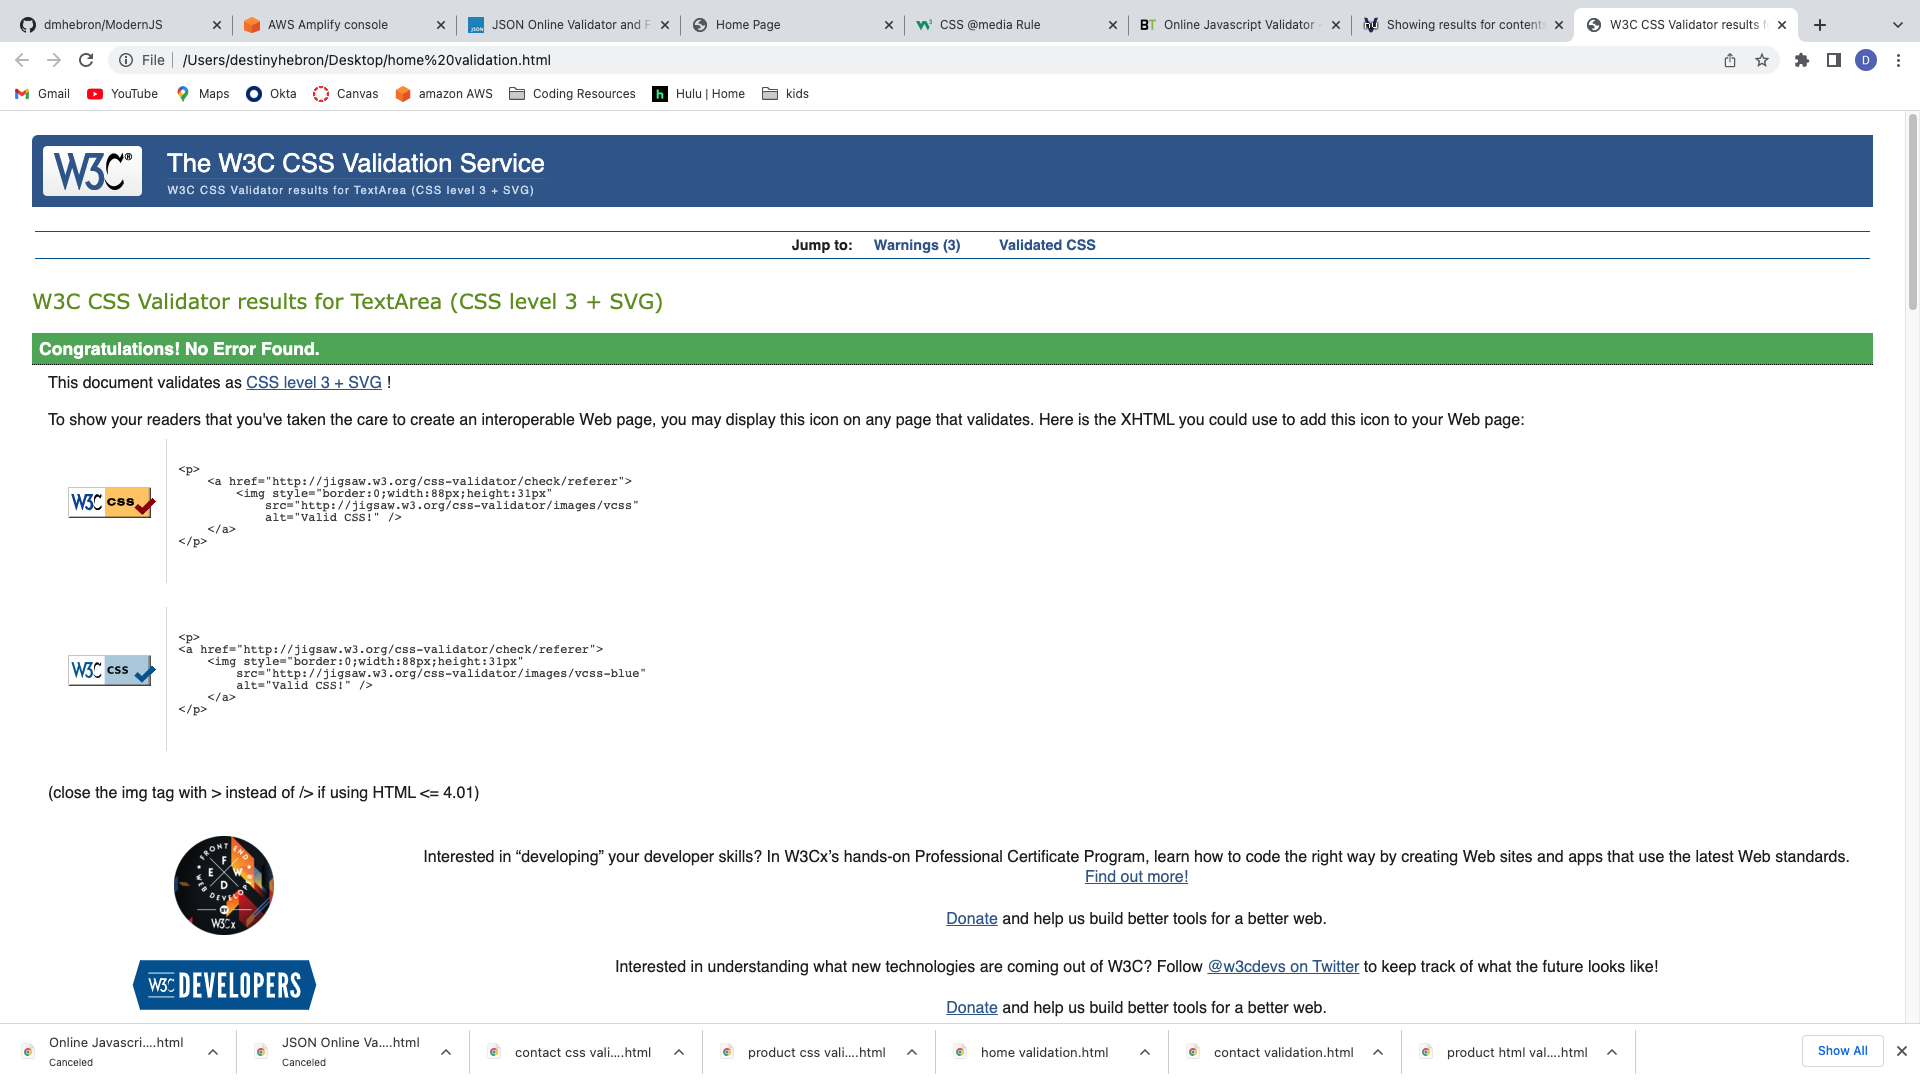 dmhebron/ModernJS
AWS Amplify console
JSON Online Validator and F
Home Page
CSS @media Rule
BT Online Javascript Validator -
nu Showing results for content
W3C CSS Validator results f
File /Users/destinyhebron/Desktop/home%20validation.html
D
Gmail YouTube Maps Okta Canvas amazon AWS Coding Resources h Hulu | Home kids
W3C® The W3C CSS Validation Service
W3C CSS Validator results for TextArea (CSS level 3 + SVG)
Jump to: Warnings (3) Validated CSS
W3C CSS Validator results for TextArea (CSS level 3 + SVG)
Congratulations! No Error Found.
This document validates as CSS level 3 + SVG !
To show your readers that you've taken the care to create an interoperable Web page, you may display this icon on any page that validates. Here is the XHTML you could use to add this icon to your Web page:
W3C css
<p>
<a href="http://jigsaw.w3.org/css-validator/check/referer">
<img style="border:0;width:88px;height:31px"
src="http://jigsaw.w3.org/css-validator/images/vcss"
alt="Valid CSS!" />
</a>
</p>
W3C css
<p>
<a href="http://jigsaw.w3.org/css-validator/check/referer">
<img style="border:0;width:88px;height:31px"
src="http://jigsaw.w3.org/css-validator/images/vcss-blue"
alt="Valid CSS!" />
</a>
</p>
(close the img tag with > instead of /> if using HTML <= 4.01)
FRONT END
F E W D
WEB DEVELOPER
W3Cx
Interested in “developing” your developer skills? In W3Cx’s hands-on Professional Certificate Program, learn how to code the right way by creating Web sites and apps that use the latest Web standards.
Find out more!
Donate and help us build better tools for a better web.
W3C DEVELOPERS
Interested in understanding what new technologies are coming out of W3C? Follow @w3cdevs on Twitter to keep track of what the future looks like!
Donate and help us build better tools for a better web.
Online Javascri....html
Canceled
JSON Online Va....html
Canceled
contact css vali....html
product css vali....html
home validation.html
contact validation.html
product html val....html
Show All